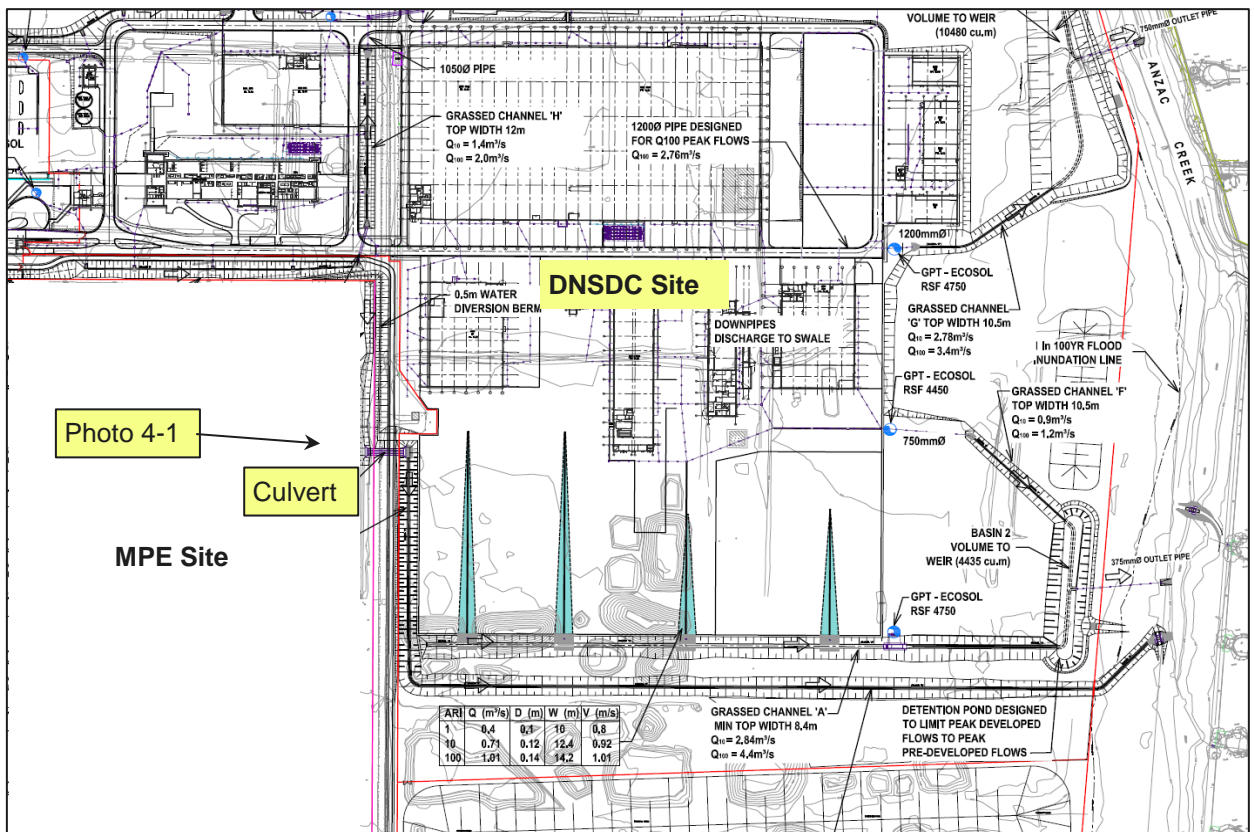 VOLUME TO WEIR
(10480 cu.m)
750mmØ OUTLET PIPE
ANZAC
CREEK
1050Ø PIPE
GRASSED CHANNEL 'H'
TOP WIDTH 12m
Q₁₀ = 1,4m³/s
Q₁₀₀ = 2,0m³/s
1200Ø PIPE DESIGNED
FOR Q100 PEAK FLOWS
Q₁₀₀ = 2,76m³/s
1200mmØ
GPT - ECOSOL
RSF 4750
DNSDC Site
0,5m WATER
DIVERSION BERM
DOWNPIPES
DISCHARGE TO SWALE
GRASSED CHANNEL
'G' TOP WIDTH 10.5m
Q₁₀ = 2,78m³/s
Q₁₀₀ = 3,4m³/s
I In 100YR FLOOD
INUNDATION LINE
GPT - ECOSOL
RSF 4450
GRASSED CHANNEL 'F'
TOP WIDTH 10,5m
Q₁₀ = 0,9m³/s
Q₁₀₀ = 1,2m³/s
750mmØ
Photo 4-1
Culvert
MPE Site
BASIN 2
VOLUME TO
WEIR (4435 cu.m)
375mmØ OUTLET PIPE
GPT - ECOSOL
RSF 4750
ARI Q (m³/s) D (m) W (m) V (m/s)
1 0,4 0,1 10 0,8
10 0.71 0.12 12.4 0.92
100 1.01 0.14 14.2 1.01
GRASSED CHANNEL 'A'
MIN TOP WIDTH 8,4m
Q₁₀ = 2,84m³/s
Q₁₀₀ = 4,4m³/s
DETENTION POND DESIGNED
TO LIMIT PEAK DEVELOPED
FLOWS TO PEAK
PRE-DEVELOPED FLOWS